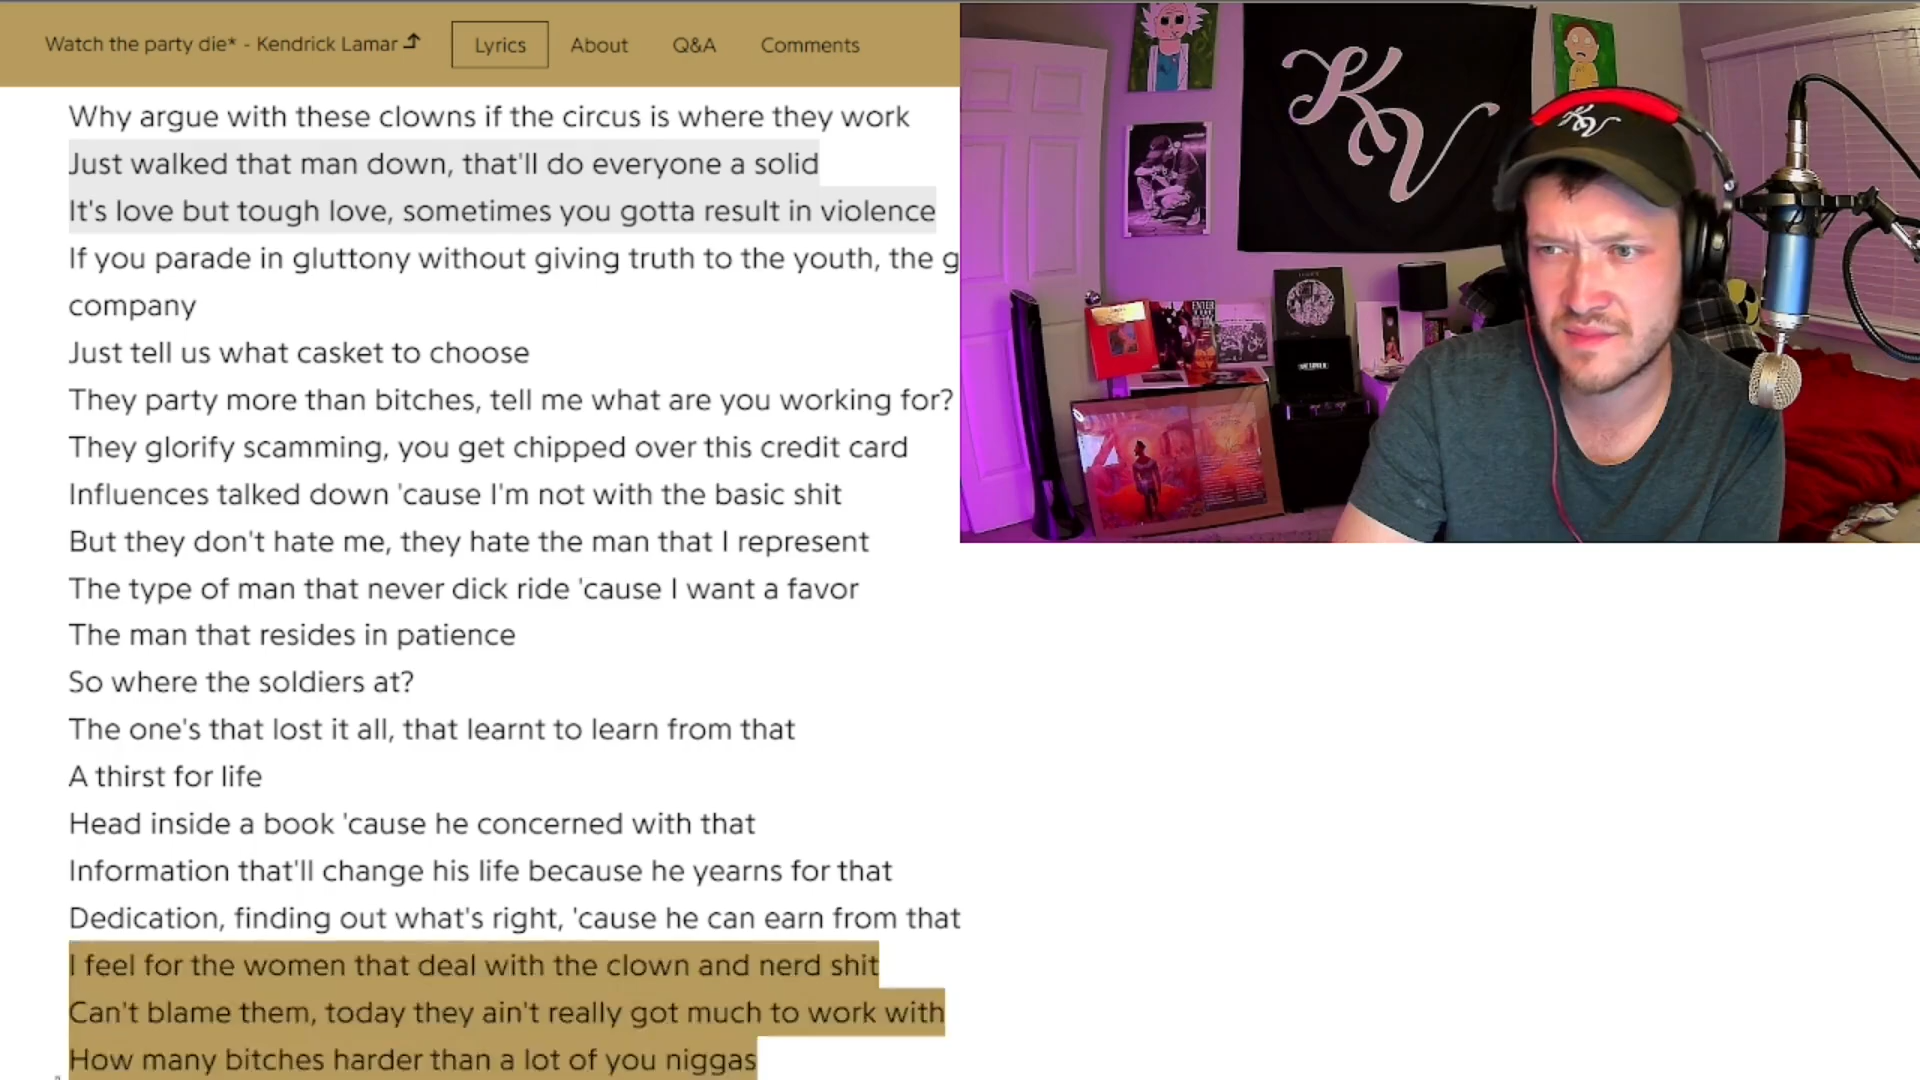 Watch the party die* - Kendrick Lamar
Lyrics
About
Q&A
Comments
Why argue with these clowns if the circus is where they work
Just walked that man down, that'll do everyone a solid
It's love but tough love, sometimes you gotta result in violence
If you parade in gluttony without giving truth to the youth, the g
company
Just tell us what casket to choose
They party more than bitches, tell me what are you working for?
They glorify scamming, you get chipped over this credit card
Influences talked down 'cause I'm not with the basic shit
But they don't hate me, they hate the man that I represent
The type of man that never dick ride 'cause I want a favor
The man that resides in patience
So where the soldiers at?
The one's that lost it all, that learnt to learn from that
A thirst for life
Head inside a book 'cause he concerned with that
Information that'll change his life because he yearns for that
Dedication, finding out what's right, 'cause he can earn from that
I feel for the women that deal with the clown and nerd shit
Can't blame them, today they ain't really got much to work with
How many bitches harder than a lot of you niggas
KV
KV
ENTER